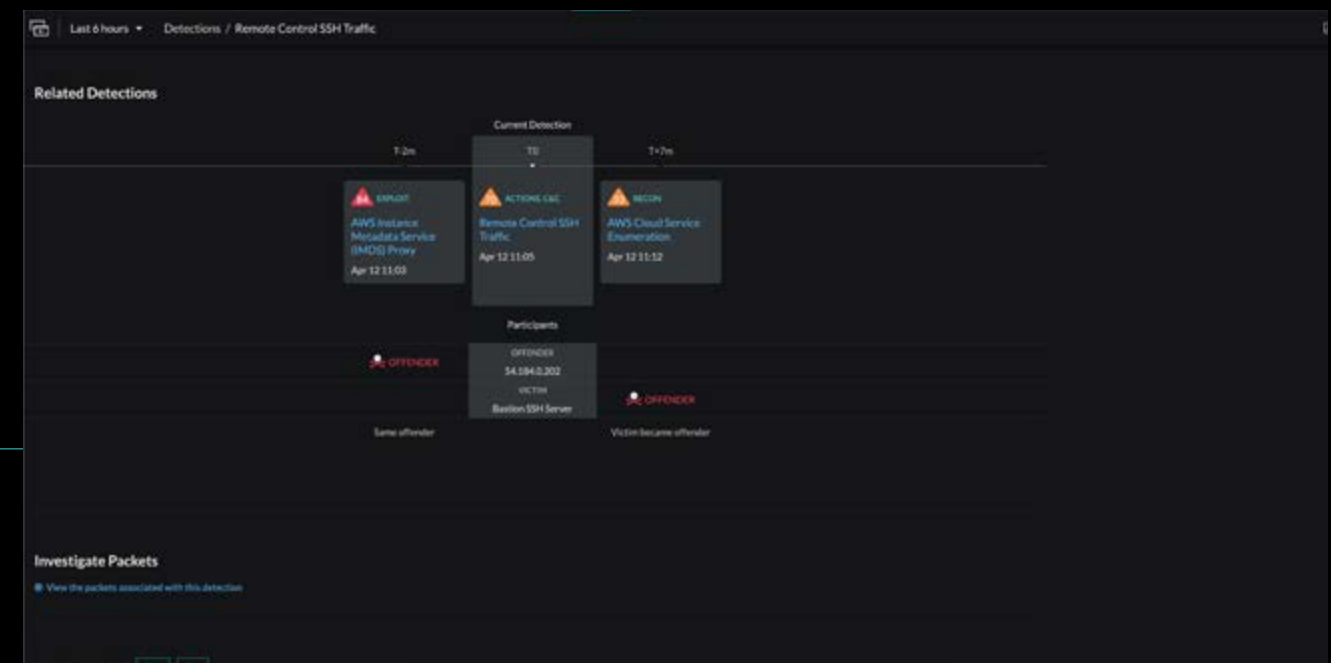 Last 6 hours Detections / Remote Control SSH Traffic
Related Detections
Current Detection
T-2m T0 T+7m
EXPLOIT
AWS Instance
Metadata Service
(IMDS) Proxy
Apr 12 11:03
ACTIONS, C&C
Remote Control SSH
Traffic
Apr 12 11:05
RECON
AWS Cloud Service
Enumeration
Apr 12 11:12
Participants
OFFENDER
OFFENDER
54.184.0.202
VICTIM
Bastion SSH Server
OFFENDER
Same offender
Victim became offender
Investigate Packets
View the packets associated with this detection